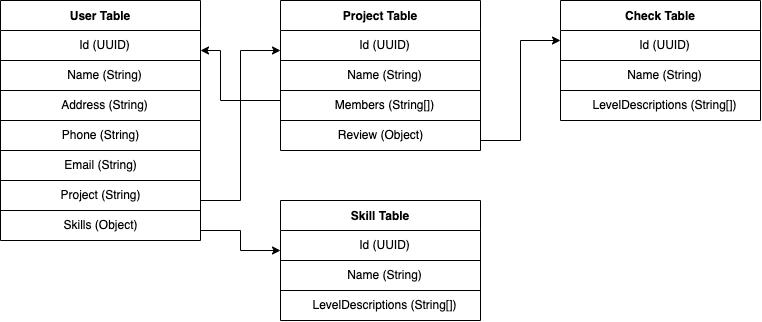 User Table
Id (UUID)
Name (String)
Address (String)
Phone (String)
Email (String)
Project (String)
Skills (Object)
Project Table
Id (UUID)
Name (String)
Members (String[])
Review (Object)
Check Table
Id (UUID)
Name (String)
LevelDescriptions (String[])
Skill Table
Id (UUID)
Name (String)
LevelDescriptions (String[])